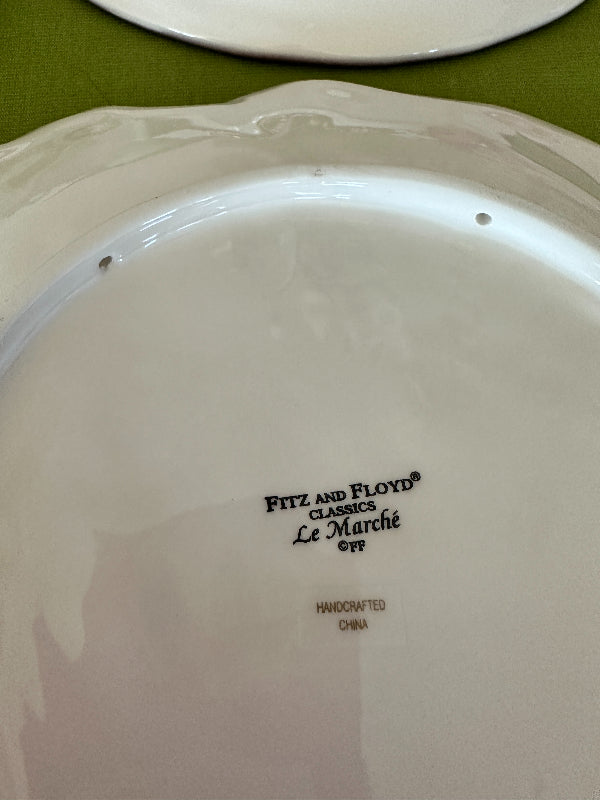 FITZ AND FLOYD®
CLASSICS
Le Marché
©FF
HANDCRAFTED
CHINA